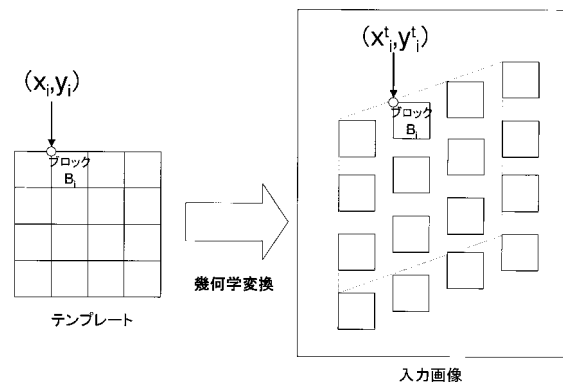 (xᵢ,yᵢ)
ブロック
Bᵢ
テンプレート
幾何学変換
(xᵗᵢ,yᵗᵢ)
ブロック
Bᵢ
入力画像